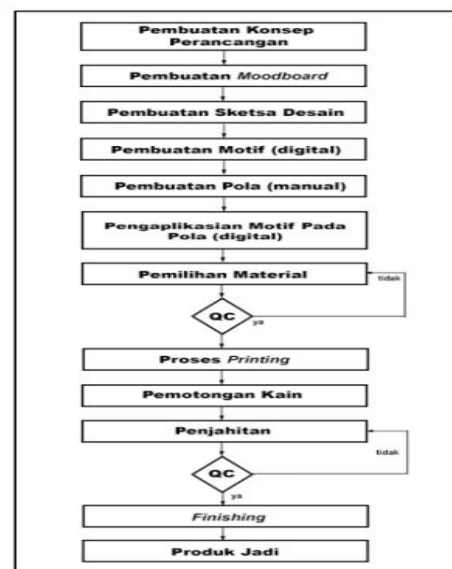 Pembuatan Konsep
Perancangan
Pembuatan Moodboard
Pembuatan Sketsa Desain
Pembuatan Motif (digital)
Pembuatan Pola (manual)
Pengaplikasian Motif Pada
Pola (digital)
Pemilihan Material
tidak
QC
ya
Proses Printing
Pemotongan Kain
Penjahitan
tidak
QC
ya
Finishing
Produk Jadi